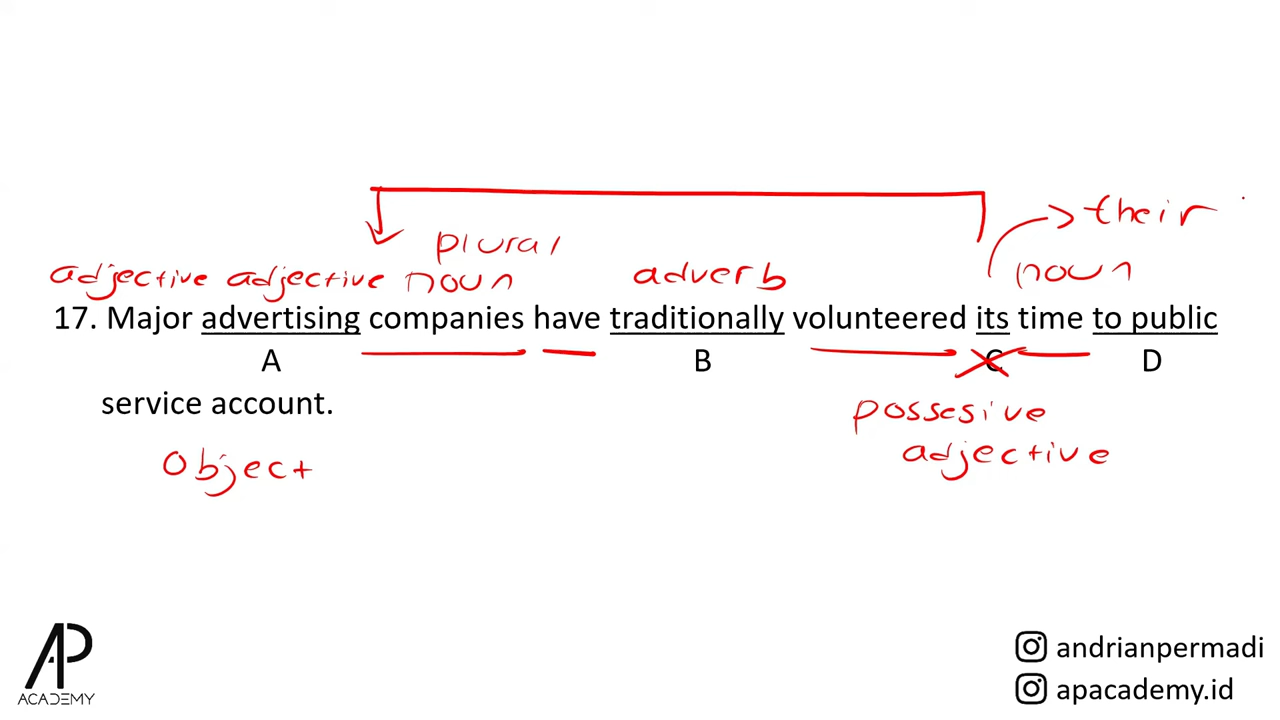 their
plural
adjective adjective noun adverb noun
17. Major advertising companies have traditionally volunteered its time to public
A B C D
service account.
possesive
adjective
object
AP
ACADEMY
andrianpermadi
apacademy.id